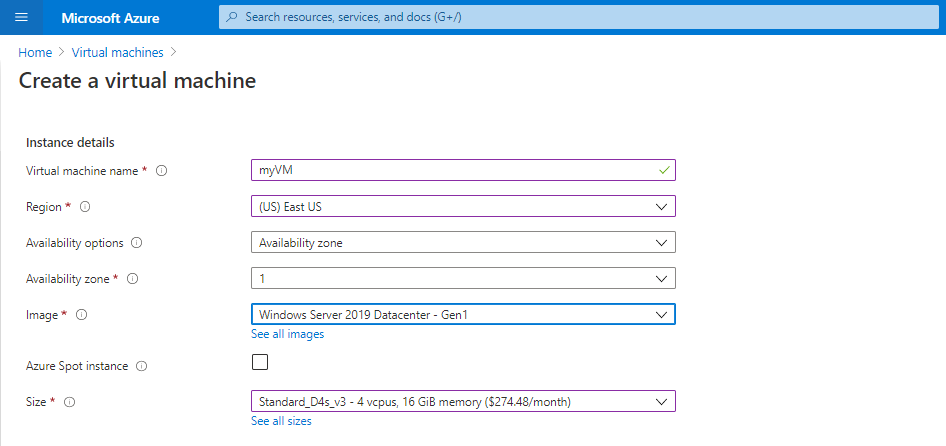 Microsoft Azure
Search resources, services, and docs (G+/)
Home > Virtual machines >
Create a virtual machine
Instance details
Virtual machine name * myVM
Region * (US) East US
Availability options Availability zone
Availability zone * 1
Image * Windows Server 2019 Datacenter - Gen1
See all images
Azure Spot instance
Size * Standard_D4s_v3 - 4 vcpus, 16 GiB memory ($274.48/month)
See all sizes